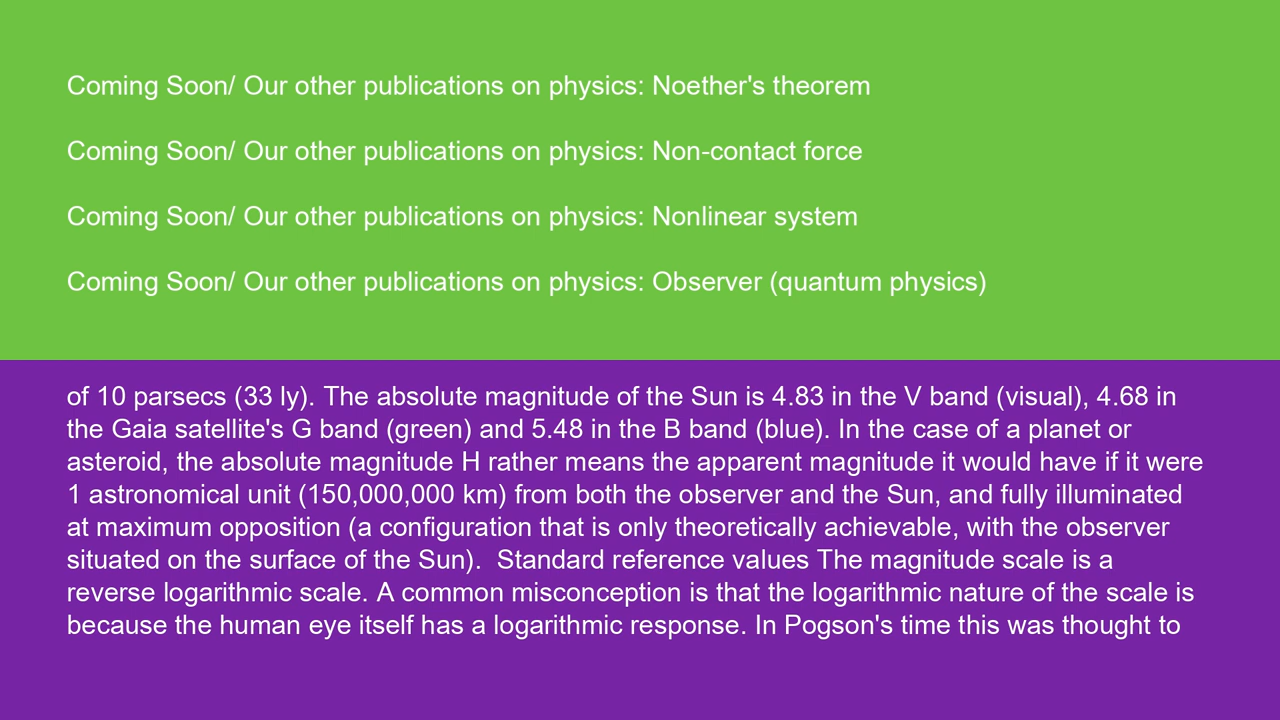 Coming Soon/ Our other publications on physics: Noether's theorem
Coming Soon/ Our other publications on physics: Non-contact force
Coming Soon/ Our other publications on physics: Nonlinear system
Coming Soon/ Our other publications on physics: Observer (quantum physics)
of 10 parsecs (33 ly). The absolute magnitude of the Sun is 4.83 in the V band (visual), 4.68 in
the Gaia satellite's G band (green) and 5.48 in the B band (blue). In the case of a planet or
asteroid, the absolute magnitude H rather means the apparent magnitude it would have if it were
1 astronomical unit (150,000,000 km) from both the observer and the Sun, and fully illuminated
at maximum opposition (a configuration that is only theoretically achievable, with the observer
situated on the surface of the Sun).  Standard reference values The magnitude scale is a
reverse logarithmic scale. A common misconception is that the logarithmic nature of the scale is
because the human eye itself has a logarithmic response. In Pogson's time this was thought to